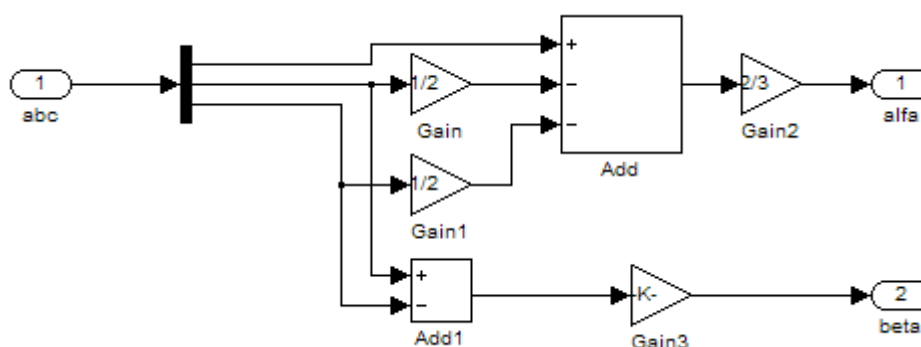 1
abc
1/2
Gain
1/2
Gain1
+
−
−
Add
2/3
Gain2
1
alfa
+
−
Add1
-K-
Gain3
2
beta